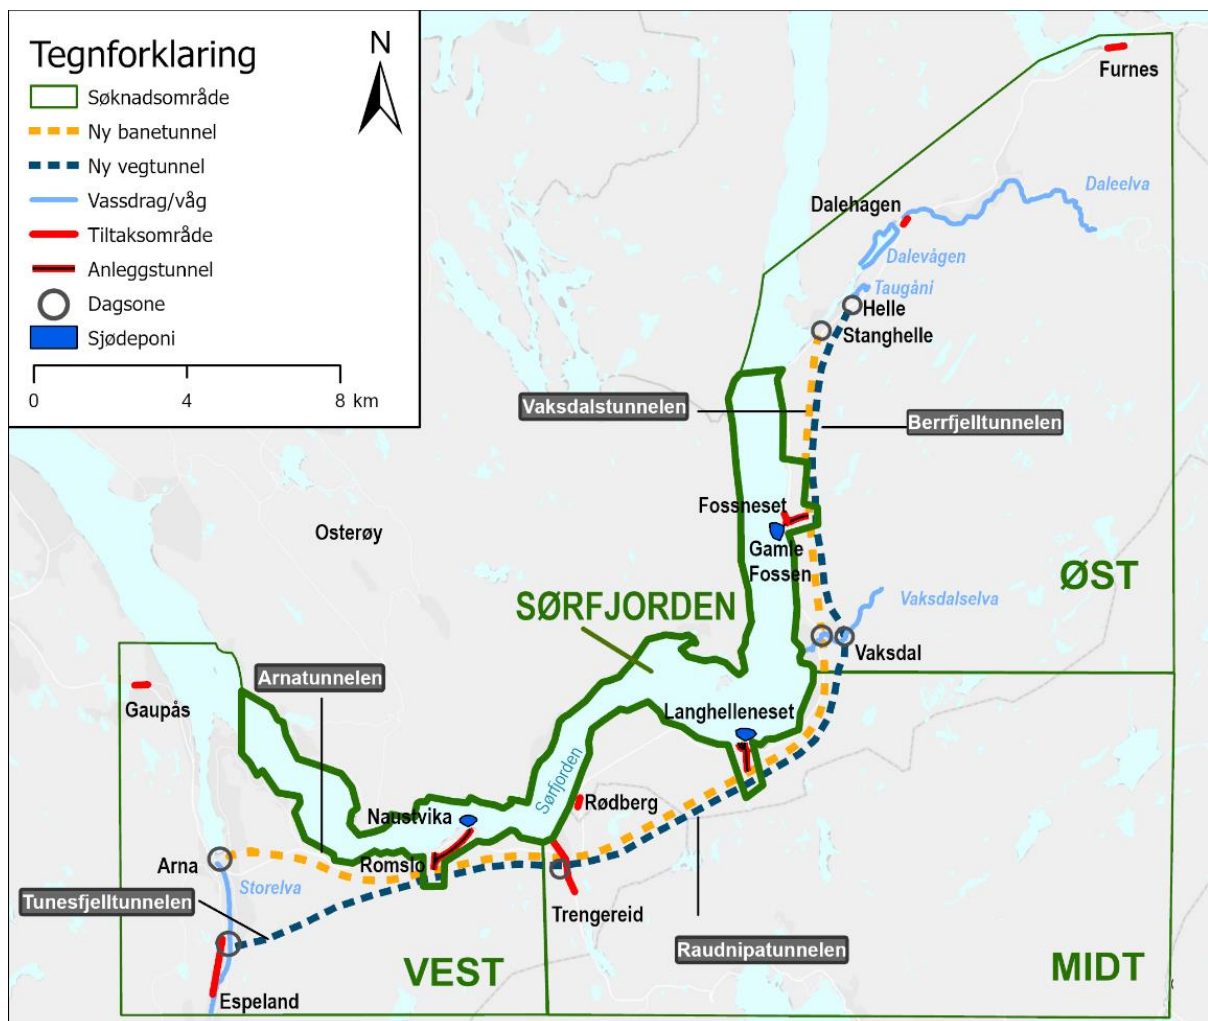 Tegnforklaring
N
Søknadsområde
Ny banetunnel
Ny vegtunnel
Vassdrag/våg
Tiltaksområde
Anleggstunnel
Dagsone
Sjødeponi
0 4 8 km
Furnes
Daleelva
Dalehagen
Dalevågen
Taugåni
Helle
Stanghelle
Vaksdalstunnelen
Berrfjelltunnelen
Fossneset
Osterøy
Gamle
Fossen
ØST
SØRFJORDEN
Vaksdalselva
Vaksdal
Arnatunnelen
Gaupås
Langhelleneset
Sørfjorden
Rødberg
Naustvika
Arna
Romslo
Storelva
Tunesfjelltunnelen
Trengereid
Raudnipatunnelen
VEST
MIDT
Espeland